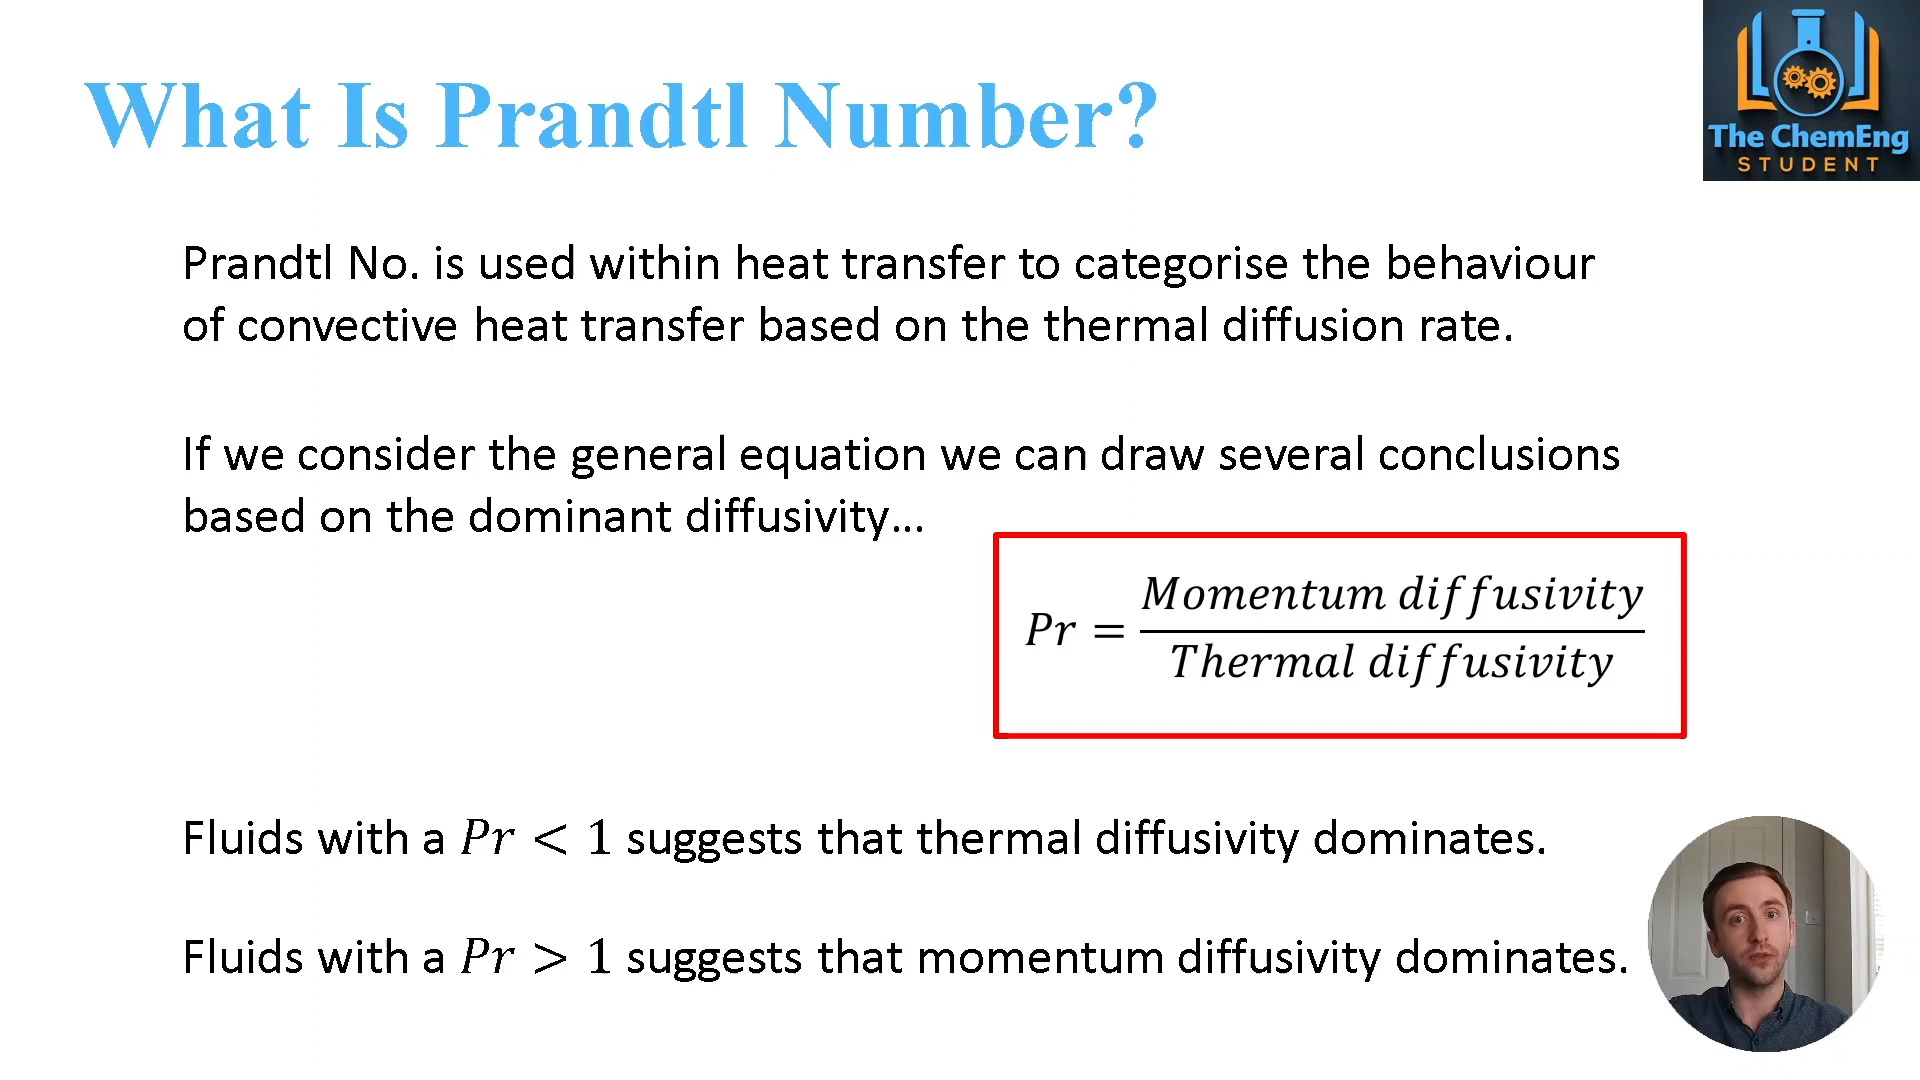 What Is Prandtl Number?
The ChemEng
STUDENT
Prandtl No. is used within heat transfer to categorise the behaviour
of convective heat transfer based on the thermal diffusion rate.
If we consider the general equation we can draw several conclusions
based on the dominant diffusivity...
Pr = Momentum diffusivity / Thermal diffusivity
Fluids with a Pr < 1 suggests that thermal diffusivity dominates.
Fluids with a Pr > 1 suggests that momentum diffusivity dominates.